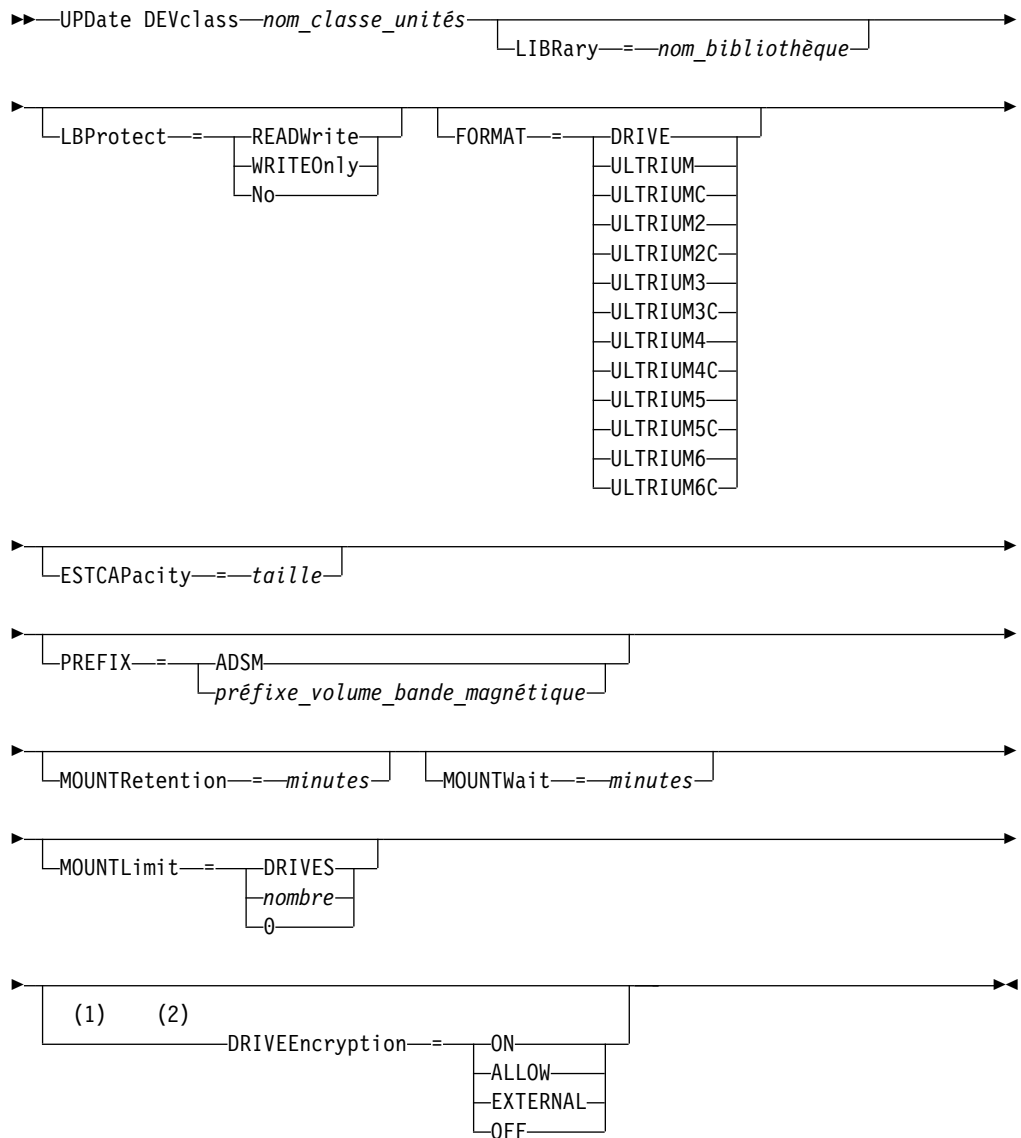 UPDate DEVclass nom_classe_unités
LIBRary = nom_bibliothèque
LBProtect = READWrite
WRITEOnly
No
FORMAT = DRIVE
ULTRIUM
ULTRIUMC
ULTRIUM2
ULTRIUM2C
ULTRIUM3
ULTRIUM3C
ULTRIUM4
ULTRIUM4C
ULTRIUM5
ULTRIUM5C
ULTRIUM6
ULTRIUM6C
ESTCAPacity = taille
PREFIX = ADSM
préfixe_volume_bande_magnétique
MOUNTRetention = minutes
MOUNTWait = minutes
MOUNTLimit = DRIVES
nombre
0
(1) (2)
DRIVEEncryption = ON
ALLOW
EXTERNAL
OFF